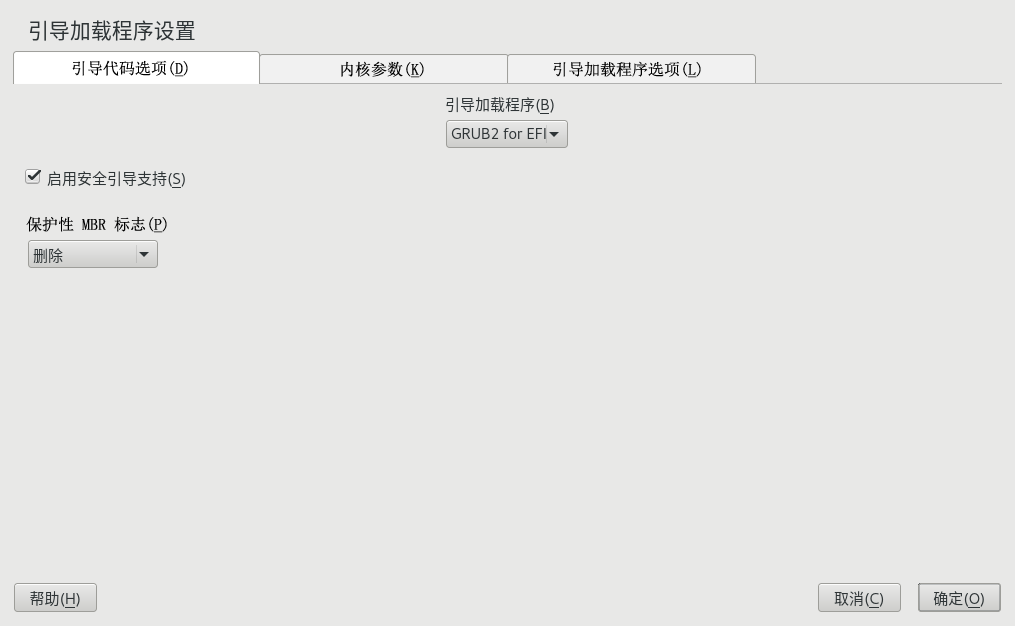 引导加载程序设置
引导代码选项(D) 内核参数(K) 引导加载程序选项(L)
引导加载程序(B)
GRUB2 for EFI
启用安全引导支持(S)
保护性 MBR 标志(P)
删除
帮助(H) 取消(C) 确定(O)